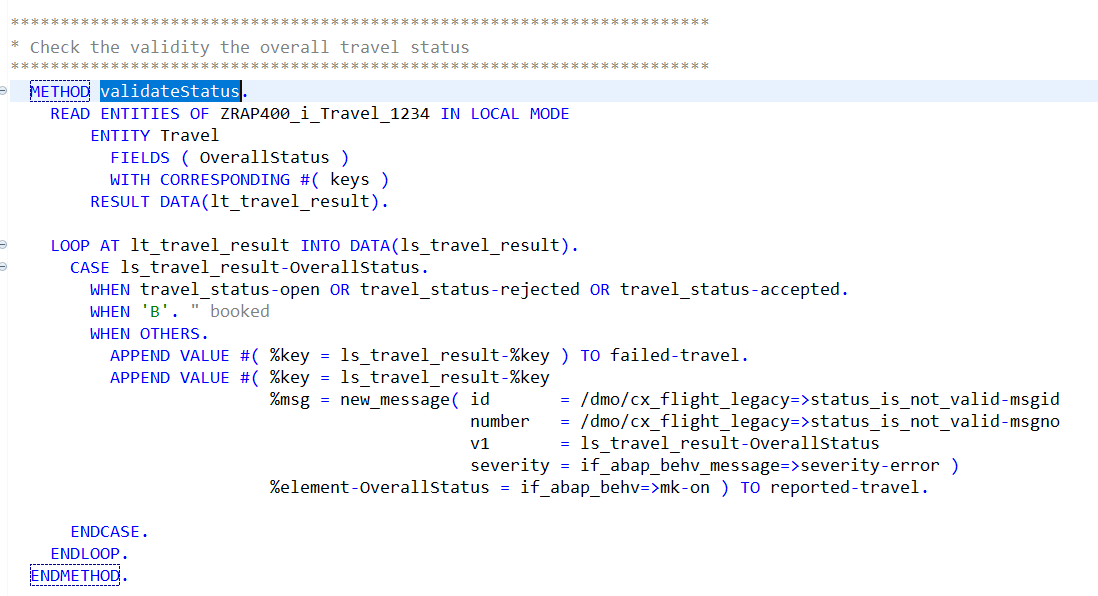 **********************************************************************
* Check the validity the overall travel status
**********************************************************************
  METHOD validateStatus.
    READ ENTITIES OF ZRAP400_i_Travel_1234 IN LOCAL MODE
        ENTITY Travel
          FIELDS ( OverallStatus )
          WITH CORRESPONDING #( keys )
        RESULT DATA(lt_travel_result).

    LOOP AT lt_travel_result INTO DATA(ls_travel_result).
      CASE ls_travel_result-OverallStatus.
        WHEN travel_status-open OR travel_status-rejected OR travel_status-accepted.
        WHEN 'B'. " booked
        WHEN OTHERS.
          APPEND VALUE #( %key = ls_travel_result-%key ) TO failed-travel.
          APPEND VALUE #( %key = ls_travel_result-%key
                          %msg = new_message( id       = /dmo/cx_flight_legacy=>status_is_not_valid-msgid
                                              number   = /dmo/cx_flight_legacy=>status_is_not_valid-msgno
                                              v1       = ls_travel_result-OverallStatus
                                              severity = if_abap_behv_message=>severity-error )
                          %element-OverallStatus = if_abap_behv=>mk-on ) TO reported-travel.

      ENDCASE.
    ENDLOOP.
  ENDMETHOD.